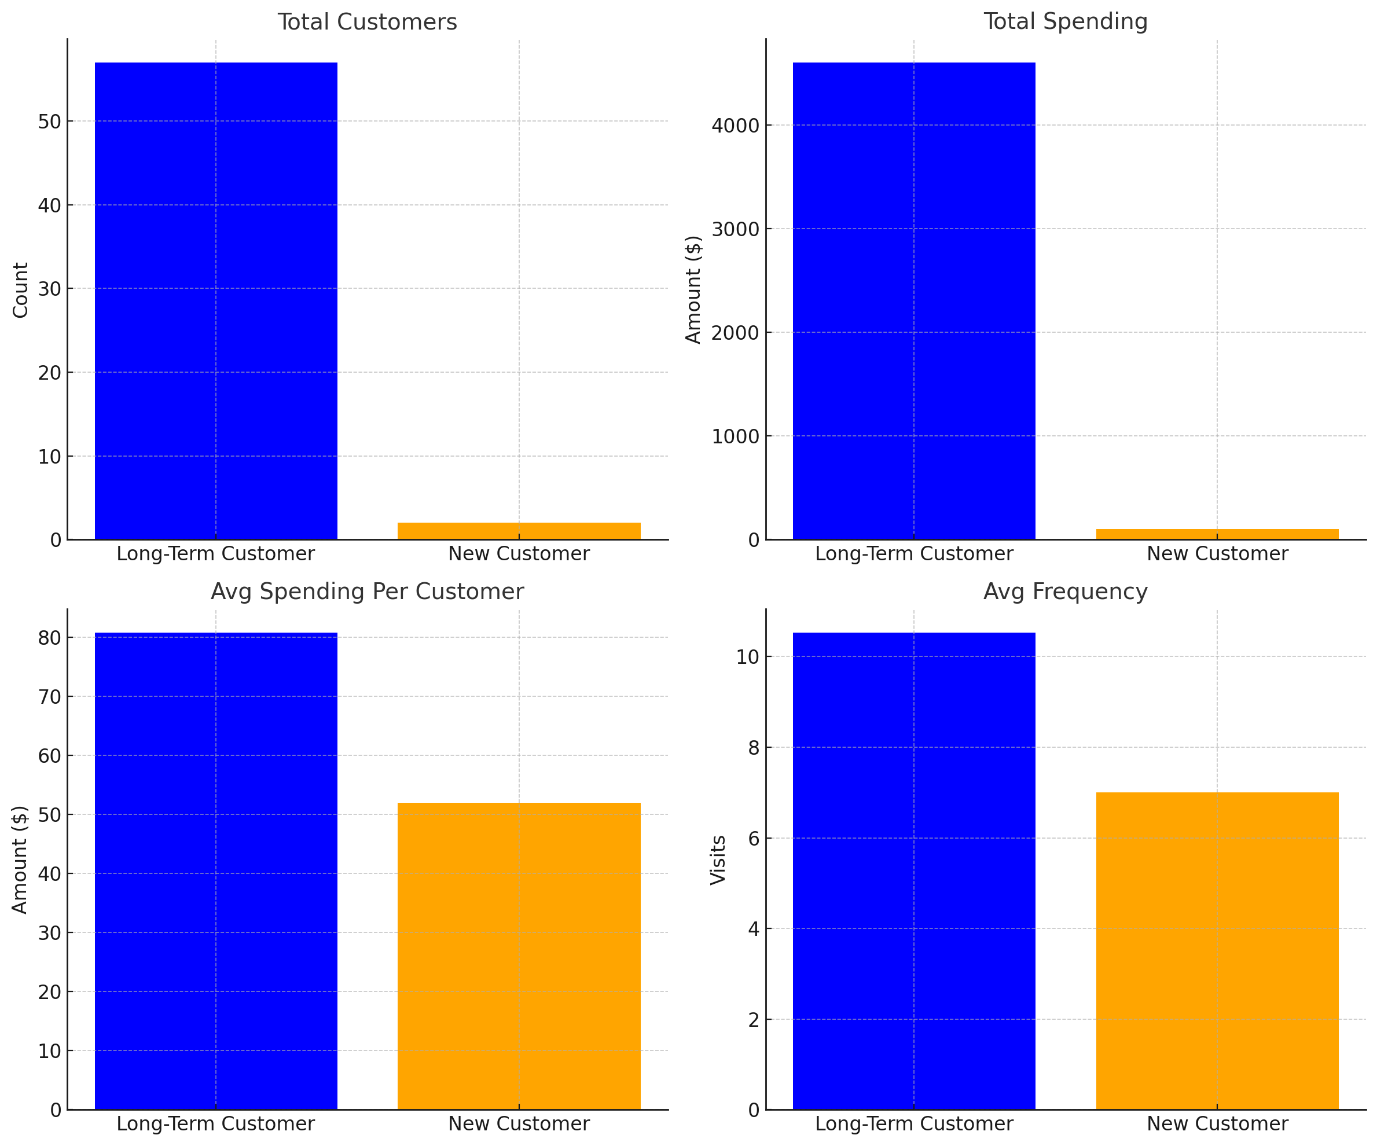 Total Customers
Count
50
40
30
20
10
0
Long-Term Customer
New Customer
Total Spending
Amount ($)
4000
3000
2000
1000
0
Long-Term Customer
New Customer
Avg Spending Per Customer
Amount ($)
80
70
60
50
40
30
20
10
0
Long-Term Customer
New Customer
Avg Frequency
Visits
10
8
6
4
2
0
Long-Term Customer
New Customer